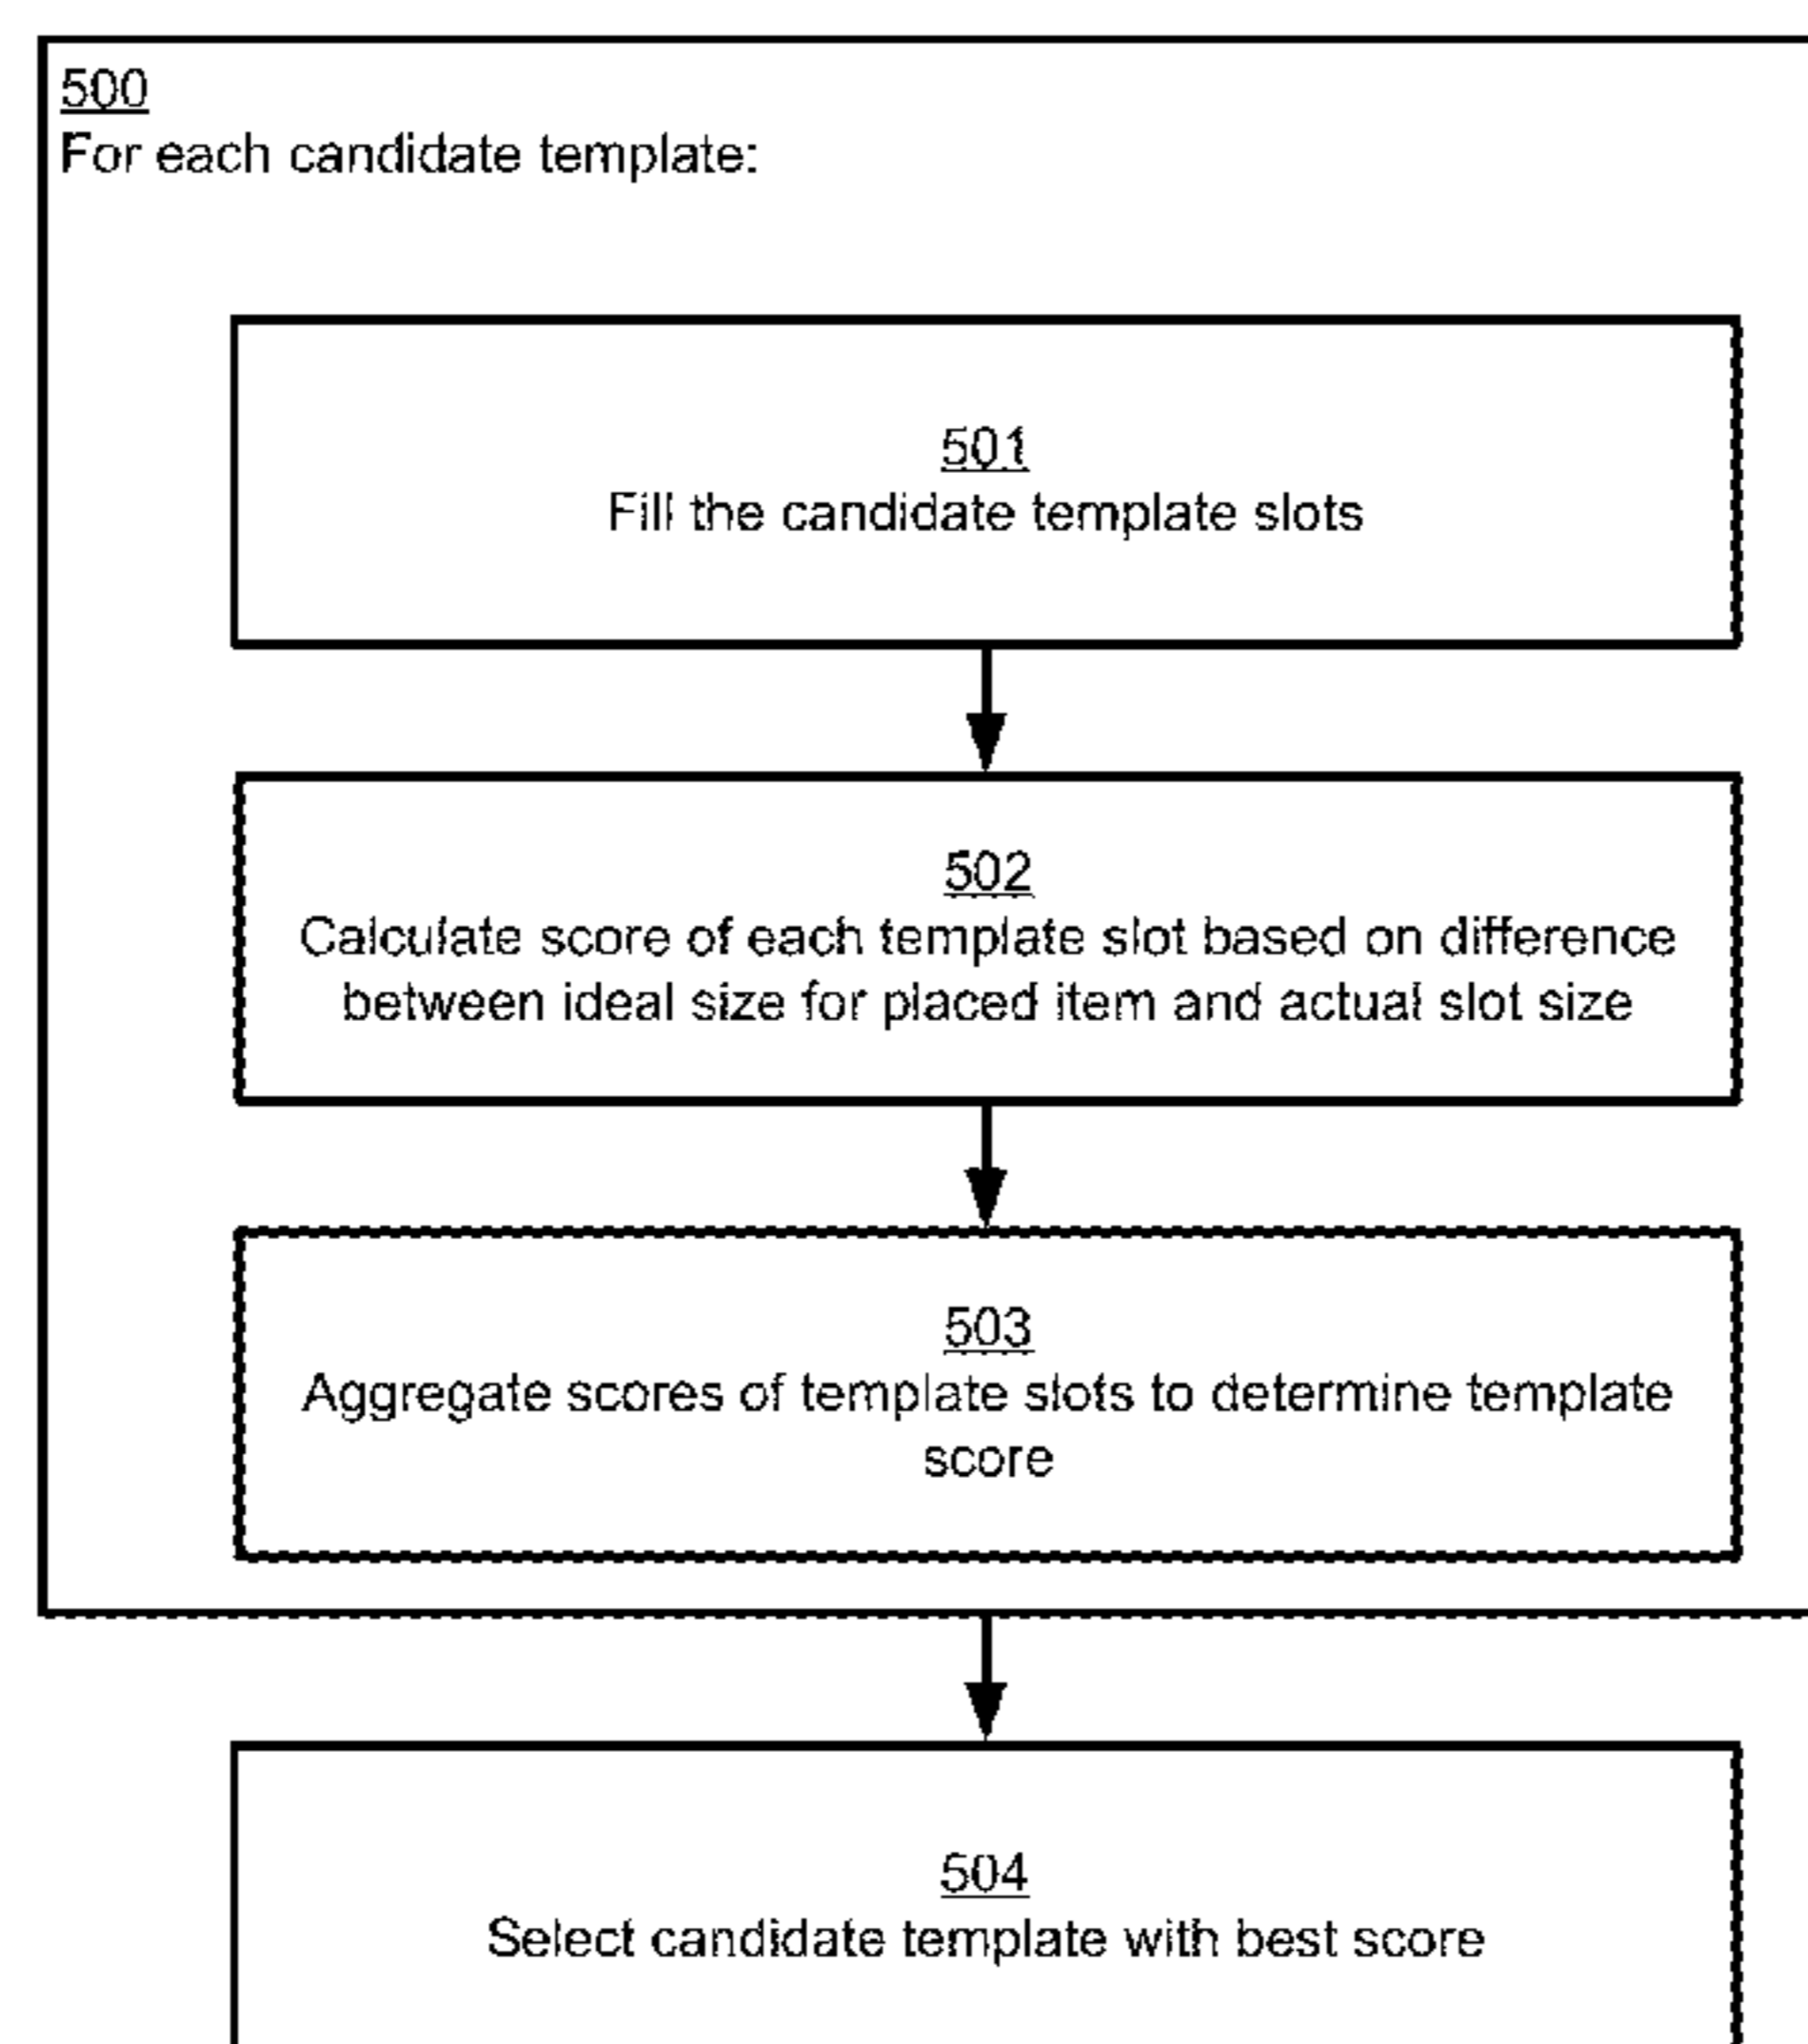 500
For each candidate template:
501
Fill the candidate template slots
502
Calculate score of each template slot based on difference
between ideal size for placed item and actual slot size
503
Aggregate scores of template slots to determine template
score
504
Select candidate template with best score